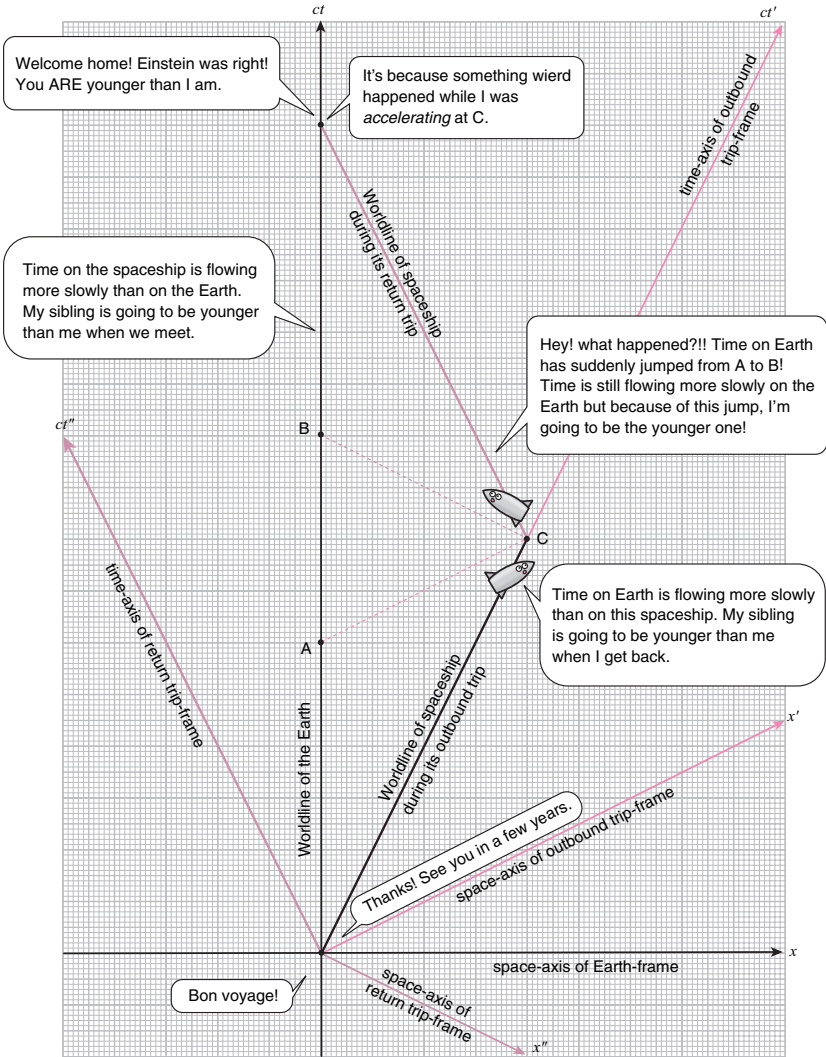 ct
ct′
Welcome home! Einstein was right!
You ARE younger than I am.
It's because something wierd
happened while I was
accelerating at C.
time-axis of outbound
trip-frame
Worldline of spaceship
during its return trip
Time on the spaceship is flowing
more slowly than on the Earth.
My sibling is going to be younger
than me when we meet.
Hey! what happened?!! Time on Earth
has suddenly jumped from A to B!
Time is still flowing more slowly on the
Earth but because of this jump, I'm
going to be the younger one!
ct″
B
C
time-axis of return trip-frame
Time on Earth is flowing more slowly
than on this spaceship. My sibling
is going to be younger than me
when I get back.
A
Worldline of the Earth
Worldline of spaceship
during its outbound trip
x′
Thanks! See you in a few years.
space-axis of outbound trip-frame
x
space-axis of Earth-frame
Bon voyage!
space-axis of
return trip-frame
x″